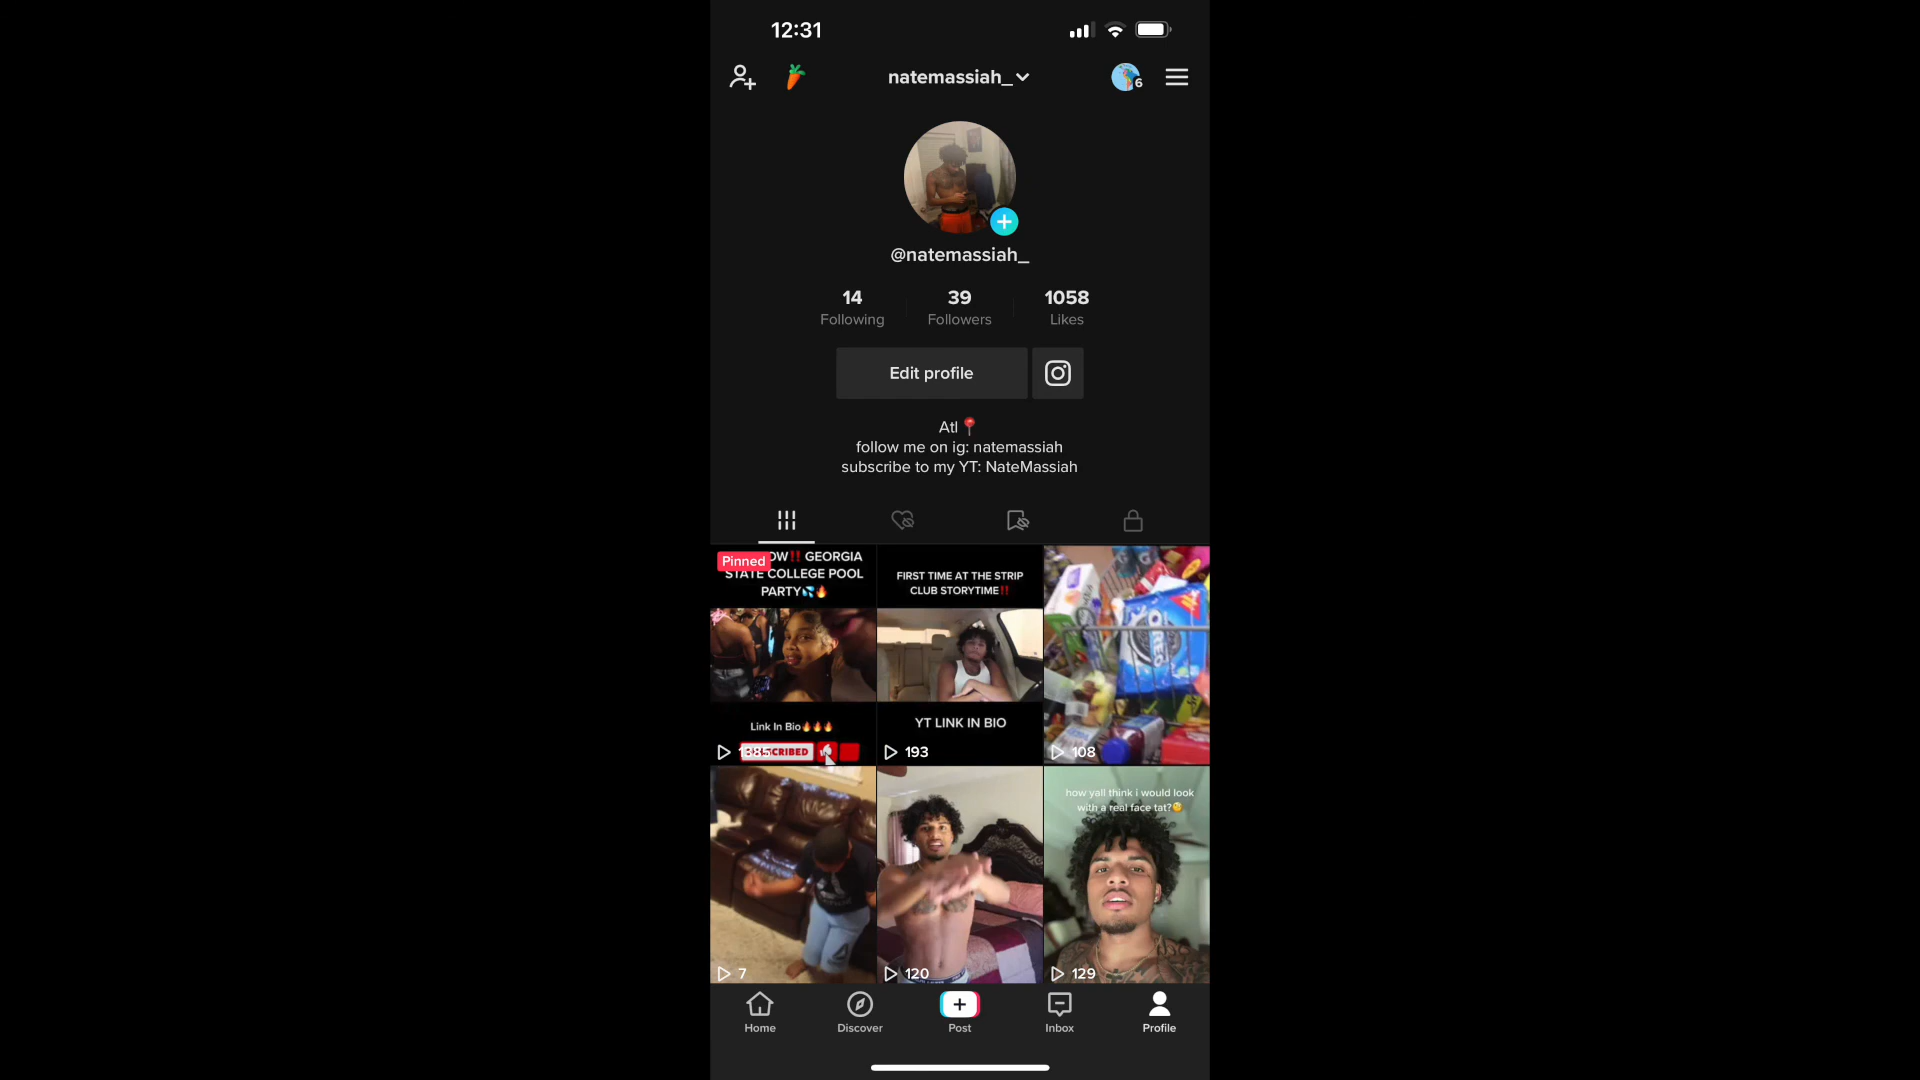 12:31
natemassiah_
6
@natemassiah_
14
Following
39
Followers
1058
Likes
Edit profile
Atl
follow me on ig: natemassiah
subscribe to my YT: NateMassiah
Pinned
GEORGIA
STATE COLLEGE POOL
PARTY
Link In Bio
FIRST TIME AT THE STRIP
CLUB STORYTIME
YT LINK IN BIO
193
OREO
108
7
120
how yall think i would look
with a real face tat?
129
Home
Discover
Post
Inbox
Profile